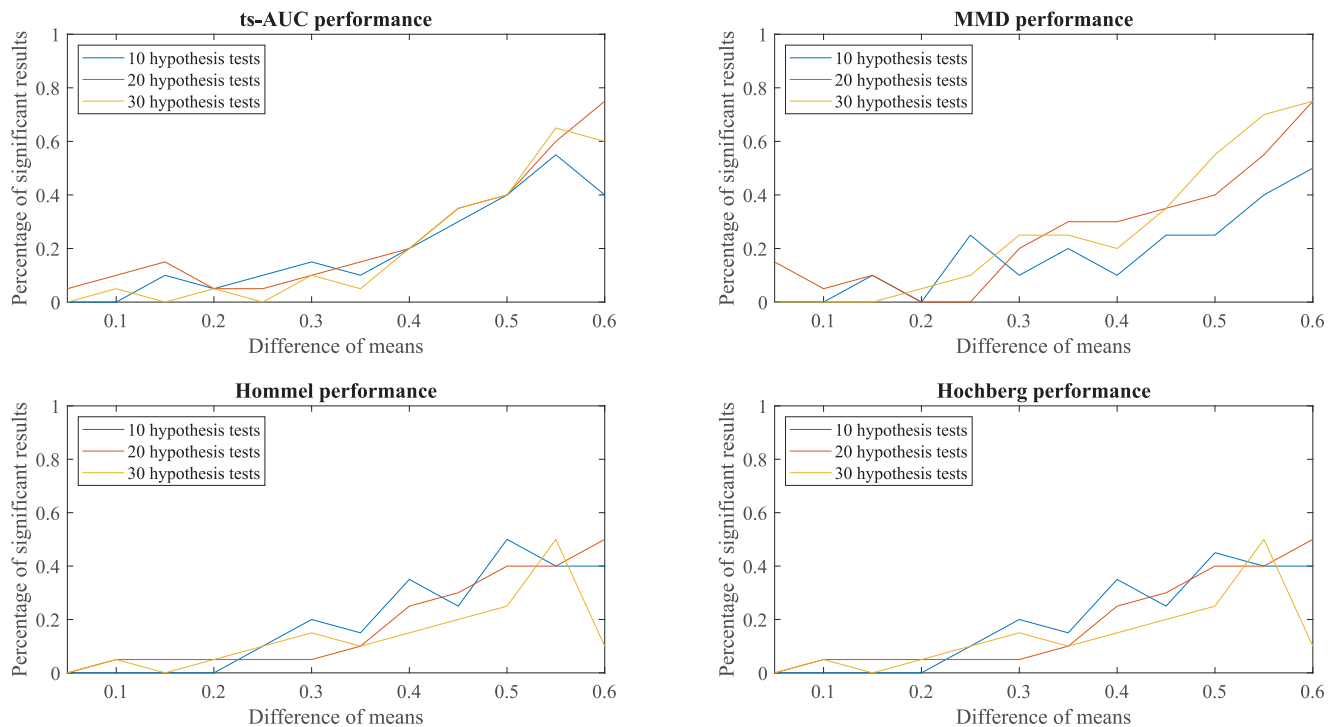 ts-AUC performance
Percentage of significant results
1
0.8
0.6
0.4
0.2
0
10 hypothesis tests
20 hypothesis tests
30 hypothesis tests
0.1 0.2 0.3 0.4 0.5 0.6
Difference of means
MMD performance
Percentage of significant results
1
0.8
0.6
0.4
0.2
0
10 hypothesis tests
20 hypothesis tests
30 hypothesis tests
0.1 0.2 0.3 0.4 0.5 0.6
Difference of means
Hommel performance
Percentage of significant results
1
0.8
0.6
0.4
0.2
0
10 hypothesis tests
20 hypothesis tests
30 hypothesis tests
0.1 0.2 0.3 0.4 0.5 0.6
Difference of means
Hochberg performance
Percentage of significant results
1
0.8
0.6
0.4
0.2
0
10 hypothesis tests
20 hypothesis tests
30 hypothesis tests
0.1 0.2 0.3 0.4 0.5 0.6
Difference of means